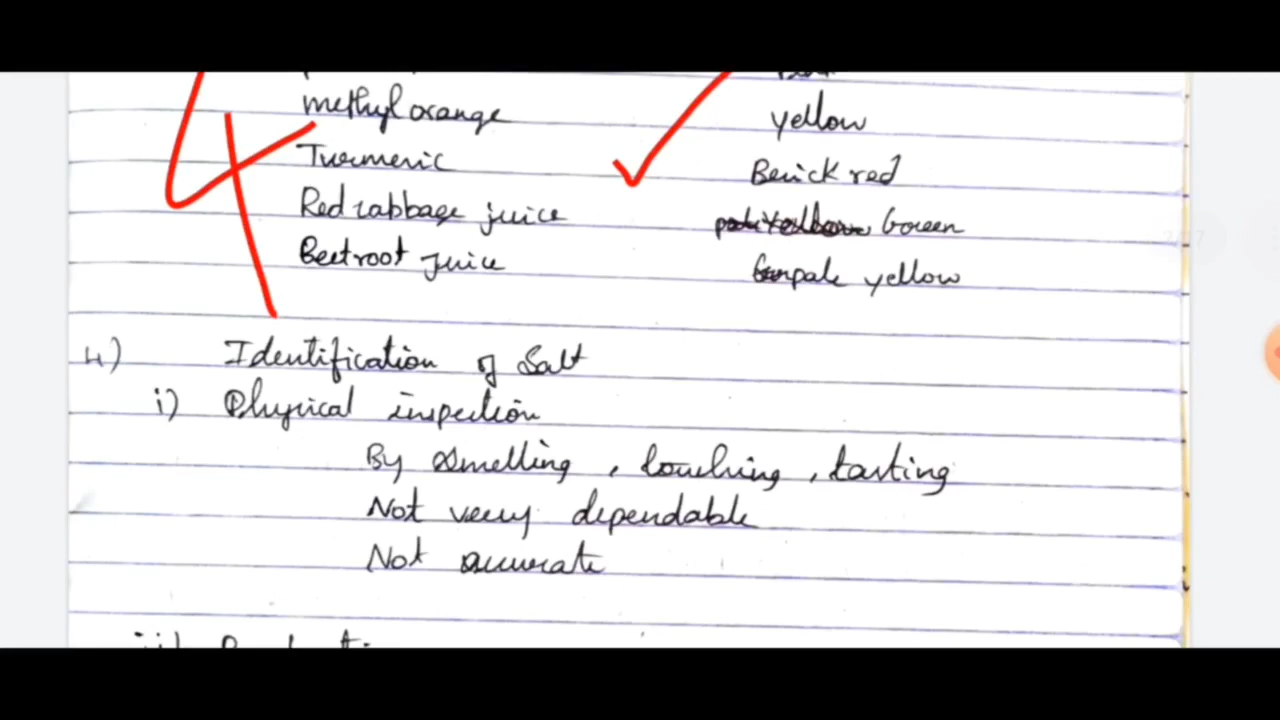 methyl orange yellow
Turmeric Brick red
Red cabbage juice Green
Beetroot juice pale yellow
4) Identification of Salt
i) Physical inspection
By smelling, touching, tasting
Not very dependable
Not accurate